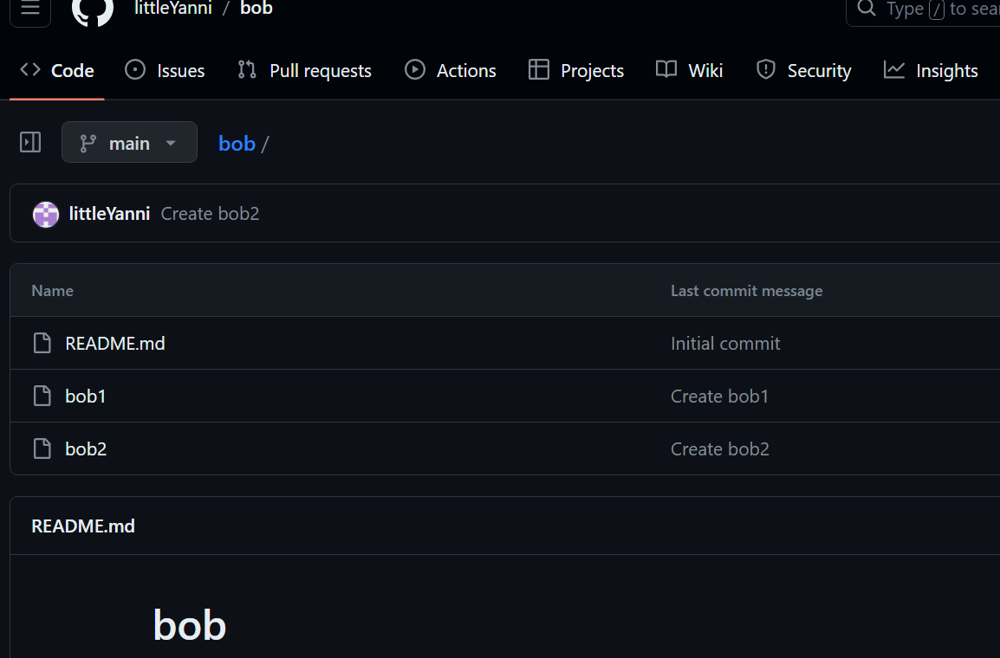 littleYanni / bob
Type / to sea
Code Issues Pull requests Actions Projects Wiki Security Insights
main bob /
littleYanni Create bob2
Name Last commit message
README.md Initial commit
bob1 Create bob1
bob2 Create bob2
README.md
bob